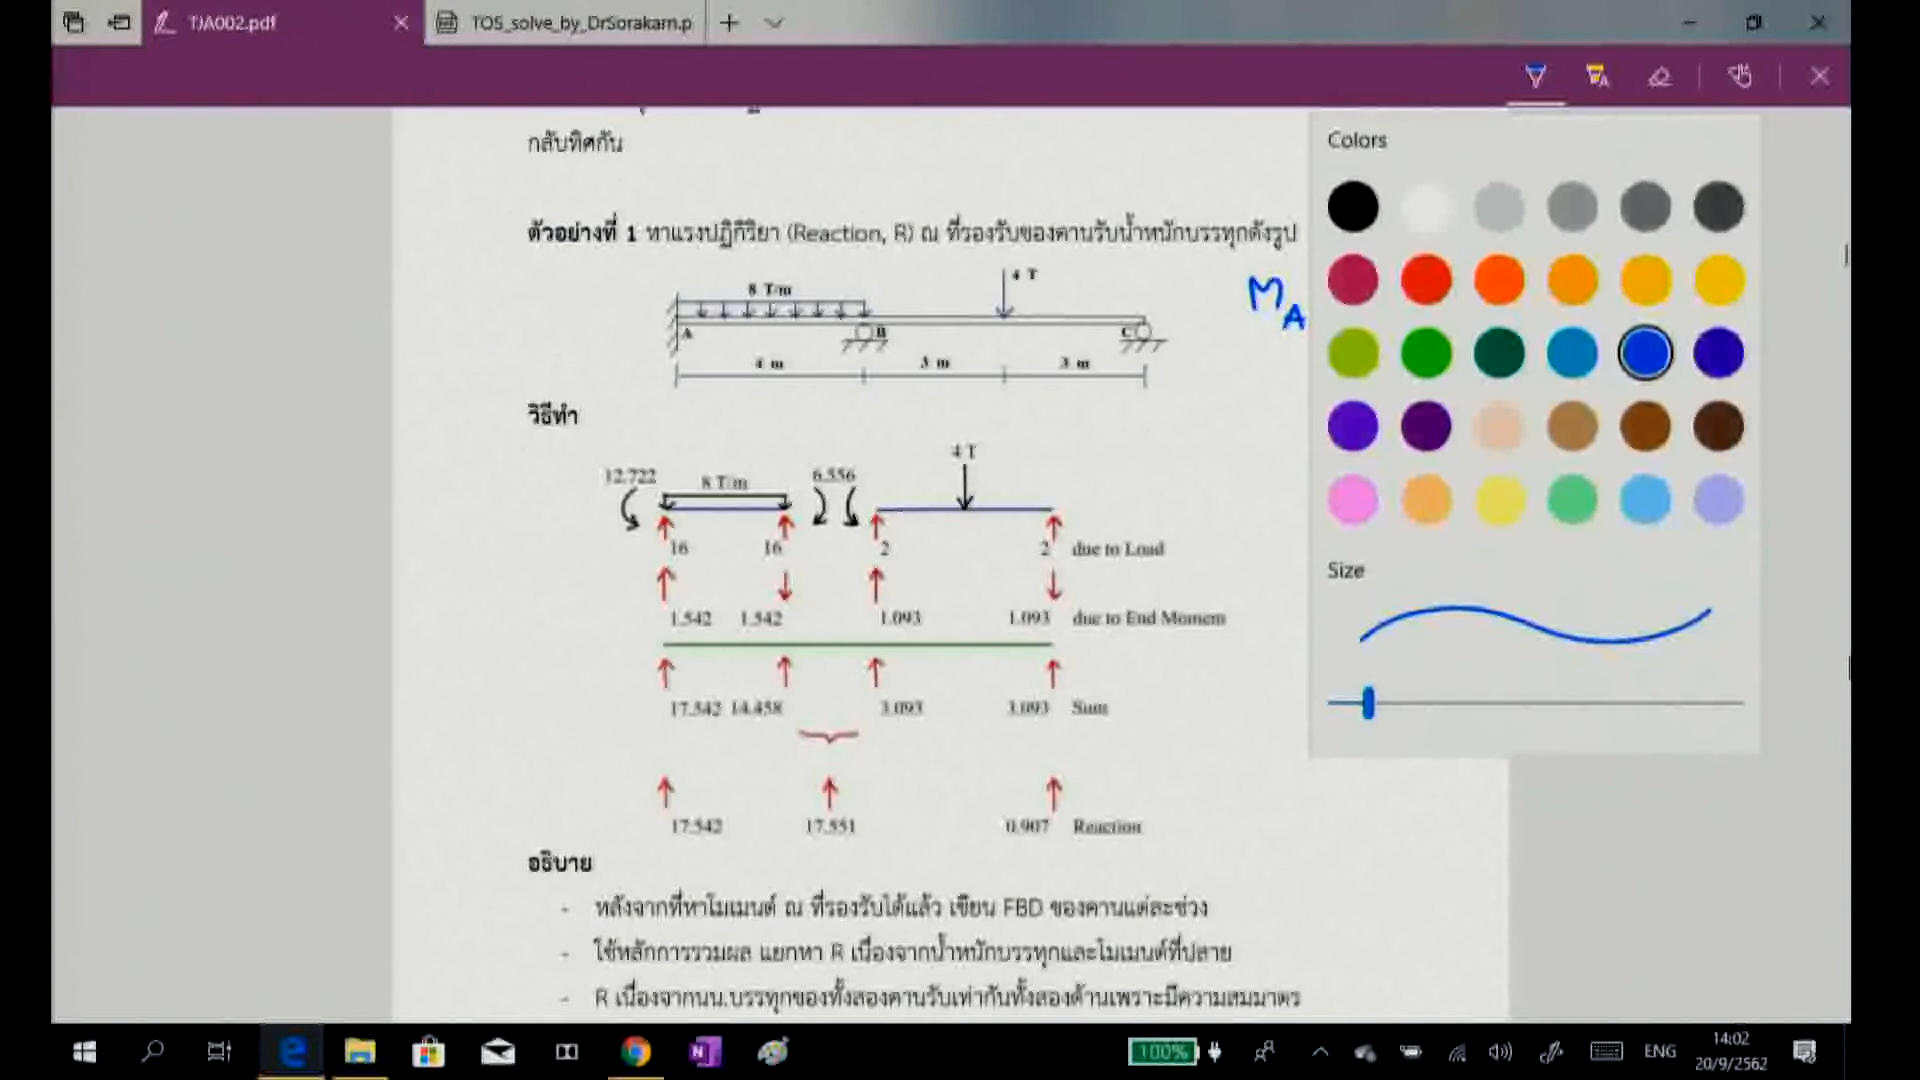 TJA002.pdf
TOS_solve_by_DrSorakarn.p
กลับทิศกัน
Colors
ตัวอย่างที่ 1 หาแรงปฏิกิริยา (Reaction, R) ณ ที่รองรับของคานรับน้ำหนักบรรทุกดังรูป
8 T/m
4 T
M_A
A B C
4 m 3 m 3 m
วิธีทำ
4 T
12.722 8 T/m 6.556
16 16 2 2 due to Load
Size
1.542 1.542 1.093 1.093 due to End Moment
17.542 14.458 3.093 3.093 Sum
17.542 17.551 0.907 Reaction
อธิบาย
- หลังจากที่หาโมเมนต์ ณ ที่รองรับได้แล้ว เขียน FBD ของคานแต่ละช่วง
- ใช้หลักการรวมผล แยกหา R เนื่องจากน้ำหนักบรรทุกและโมเมนต์ที่ปลาย
- R เนื่องจากนน.บรรทุกของทั้งสองคานรับเท่ากันทั้งสองด้านเพราะมีความสมมาตร
100% ENG 14:02
20/9/2562